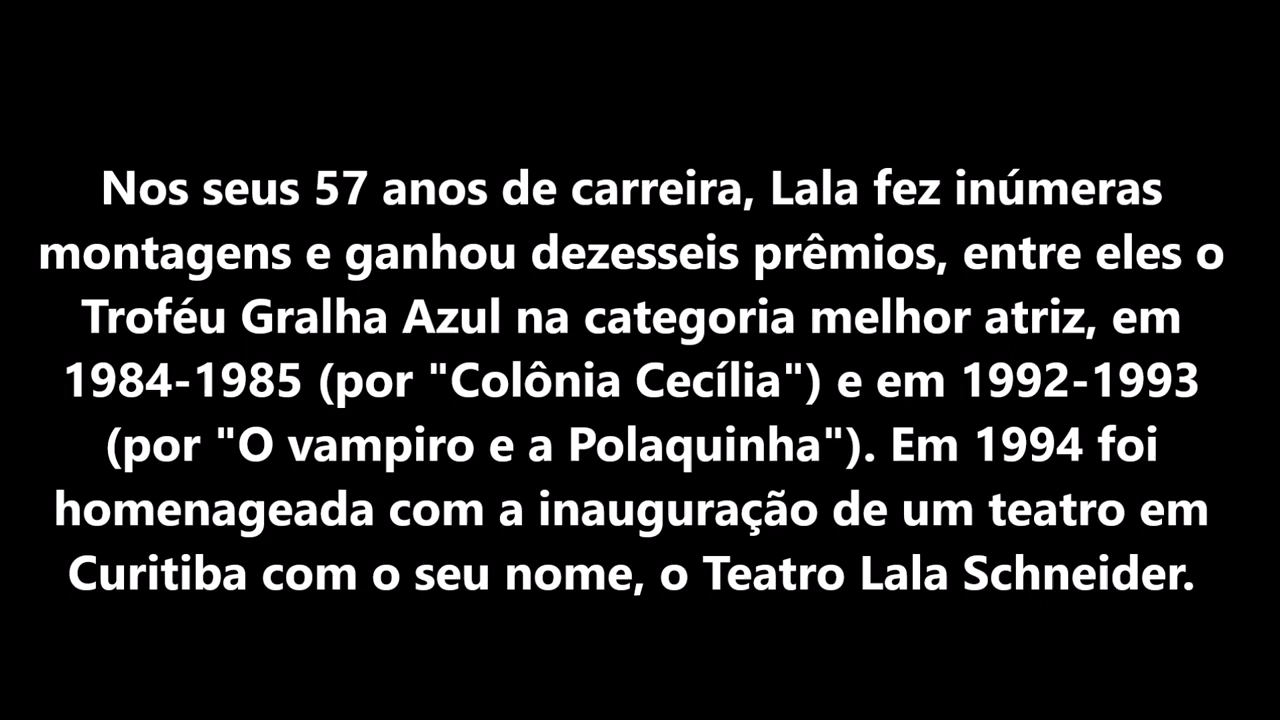 Nos seus 57 anos de carreira, Lala fez inúmeras
montagens e ganhou dezesseis prêmios, entre eles o
Troféu Gralha Azul na categoria melhor atriz, em
1984-1985 (por "Colônia Cecília") e em 1992-1993
(por "O vampiro e a Polaquinha"). Em 1994 foi
homenageada com a inauguração de um teatro em
Curitiba com o seu nome, o Teatro Lala Schneider.